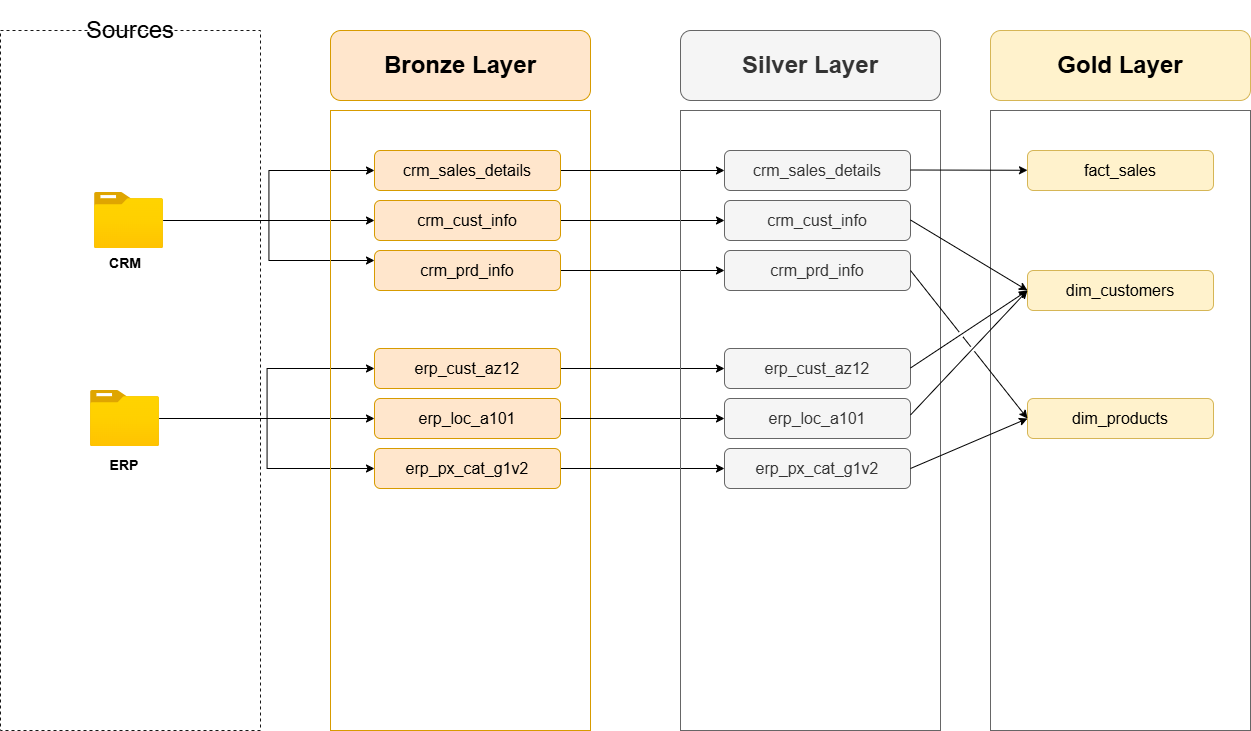 Sources
Bronze Layer
Silver Layer
Gold Layer
crm_sales_details
crm_sales_details
fact_sales
crm_cust_info
crm_cust_info
CRM
crm_prd_info
crm_prd_info
dim_customers
erp_cust_az12
erp_cust_az12
erp_loc_a101
erp_loc_a101
dim_products
ERP
erp_px_cat_g1v2
erp_px_cat_g1v2